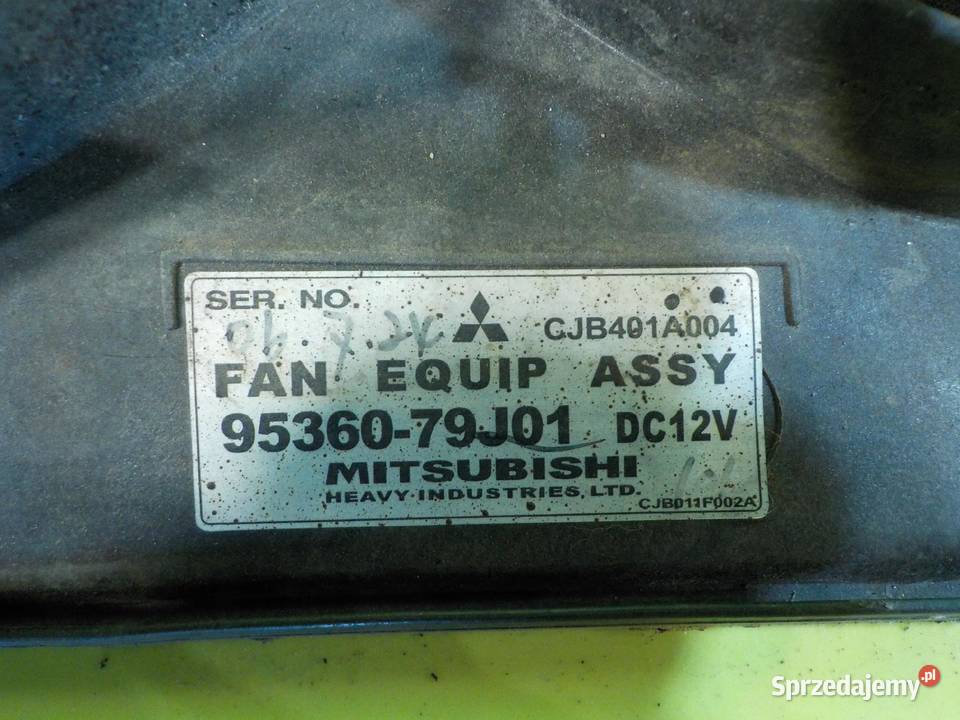 SER. NO.
CJB401A004
FAN EQUIP ASSY
95360-79J01 DC12V
MITSUBISHI
HEAVY INDUSTRIES, LTD.
CJB011F002A
Sprzedajemy.pl